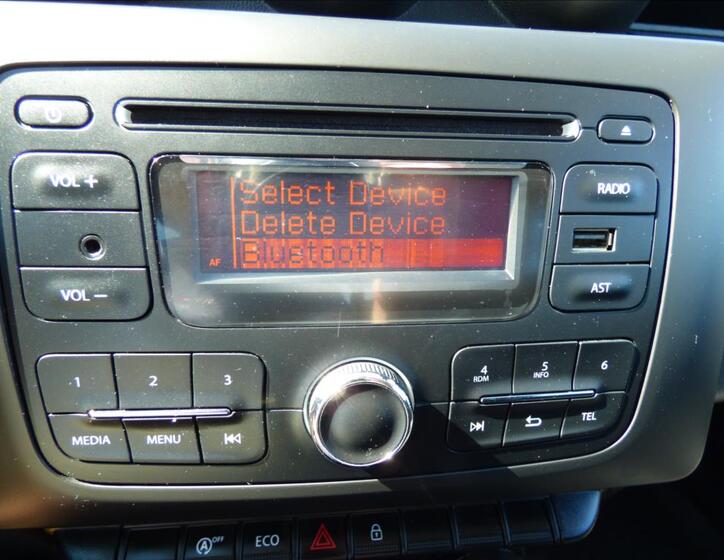 VOL +
RADIO
Select Device
Delete Device
Bluetooth
AF
VOL −
AST
1
2
3
4
RDM
5
INFO
6
MEDIA
MENU
TEL
A OFF
ECO